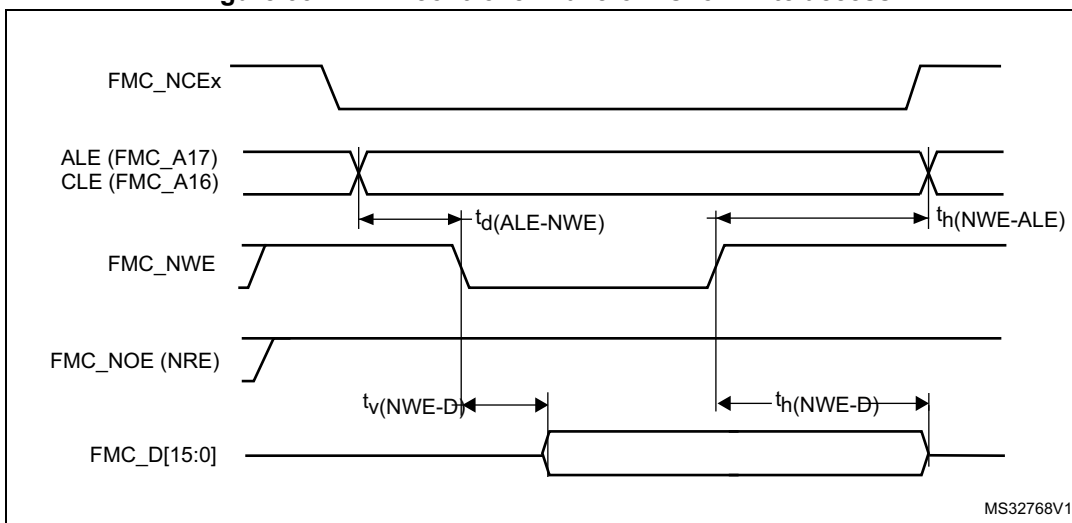 FMC_NCEx
ALE (FMC_A17)
CLE (FMC_A16)
td(ALE-NWE)
th(NWE-ALE)
FMC_NWE
FMC_NOE (NRE)
tv(NWE-D)
th(NWE-D)
FMC_D[15:0]
MS32768V1